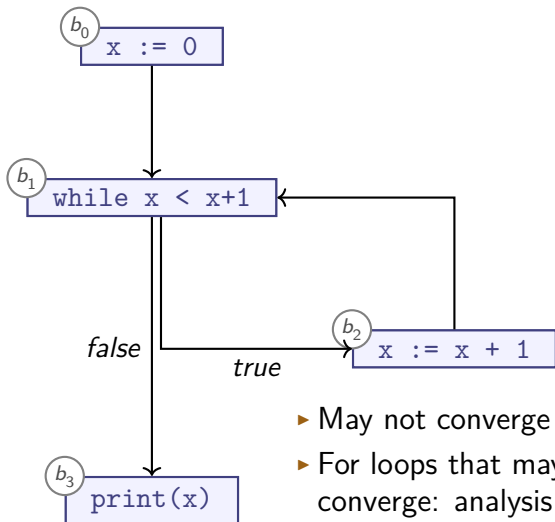 b0
x := 0
b1
while x < x+1
false
true
b2
x := x + 1
▸ May not converge
▸ For loops that may
converge: analysis
b3
print(x)